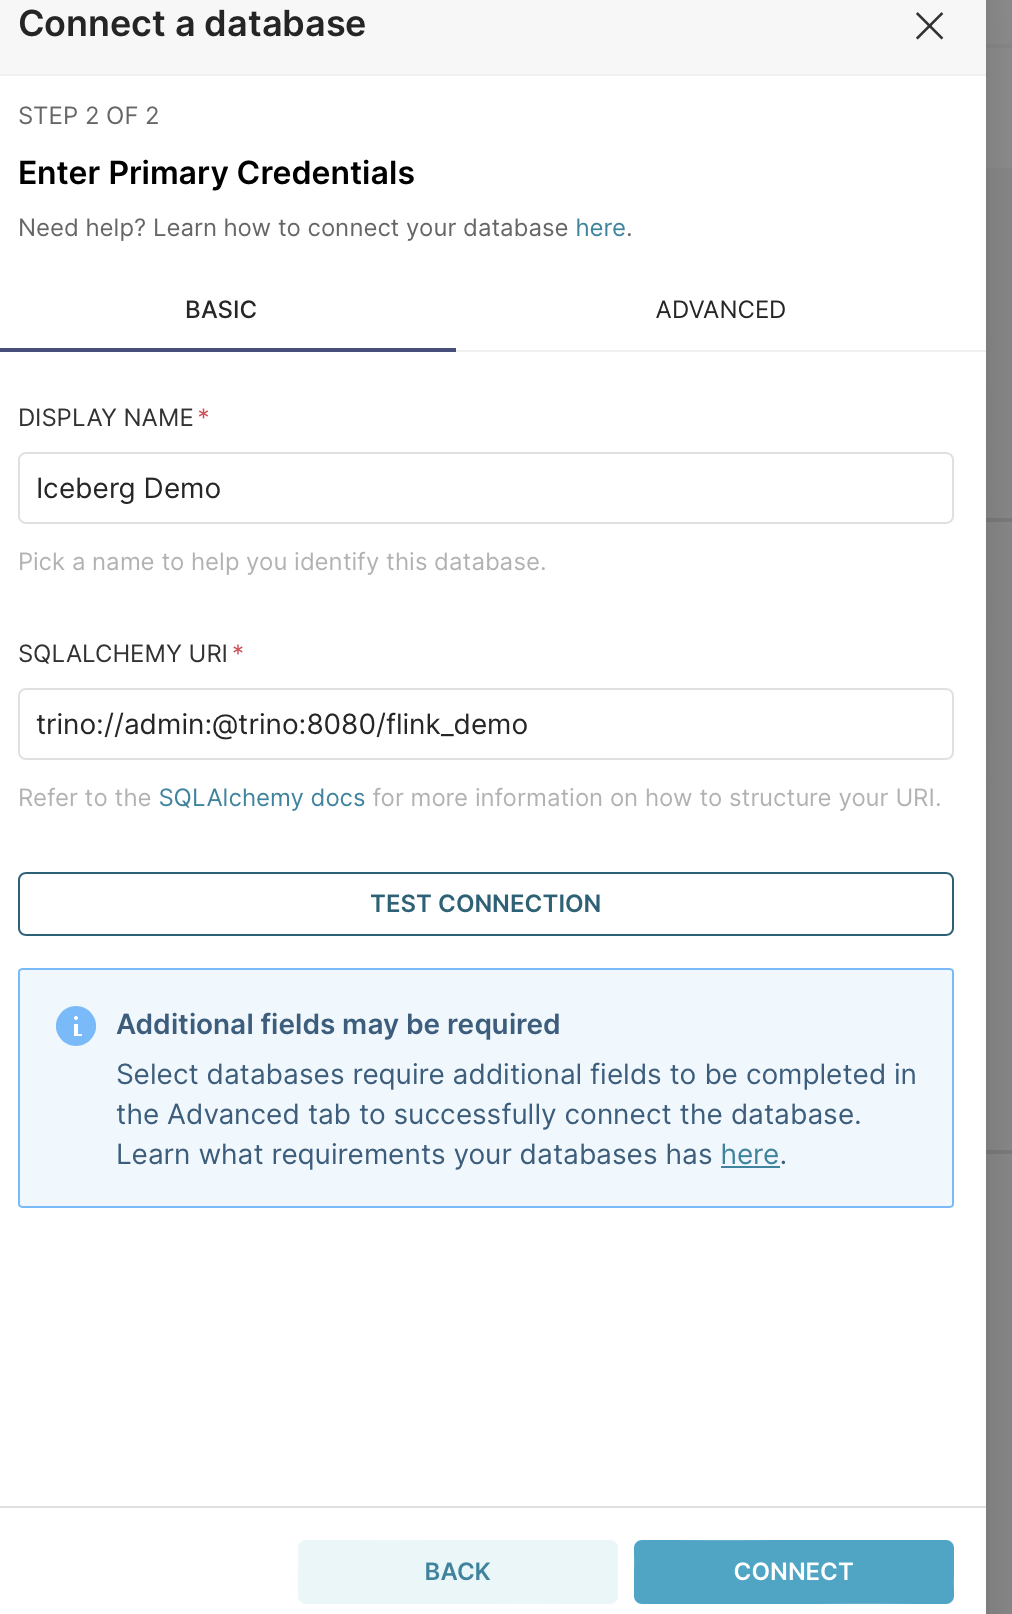 Connect a database
STEP 2 OF 2
Enter Primary Credentials
Need help? Learn how to connect your database here.
BASIC
ADVANCED
DISPLAY NAME *
Iceberg Demo
Pick a name to help you identify this database.
SQLALCHEMY URI *
trino://admin:@trino:8080/flink_demo
Refer to the SQLAlchemy docs for more information on how to structure your URI.
TEST CONNECTION
Additional fields may be required
Select databases require additional fields to be completed in
the Advanced tab to successfully connect the database.
Learn what requirements your databases has here.
BACK
CONNECT